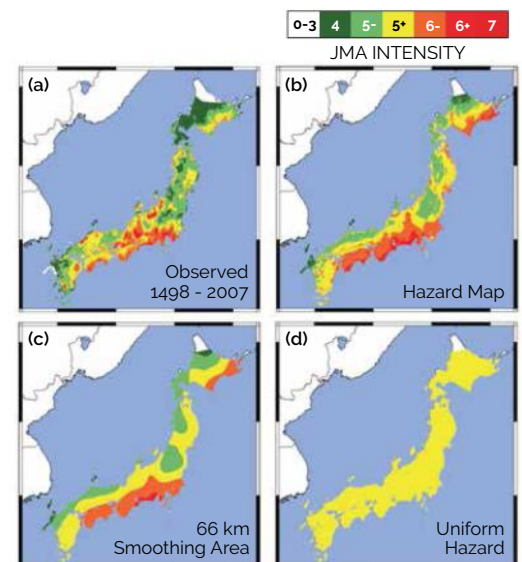 0-3 4 5- 5+ 6- 6+ 7
JMA INTENSITY
(a)
Observed
1498 - 2007
(b)
Hazard Map
(c)
66 km
Smoothing Area
(d)
Uniform
Hazard